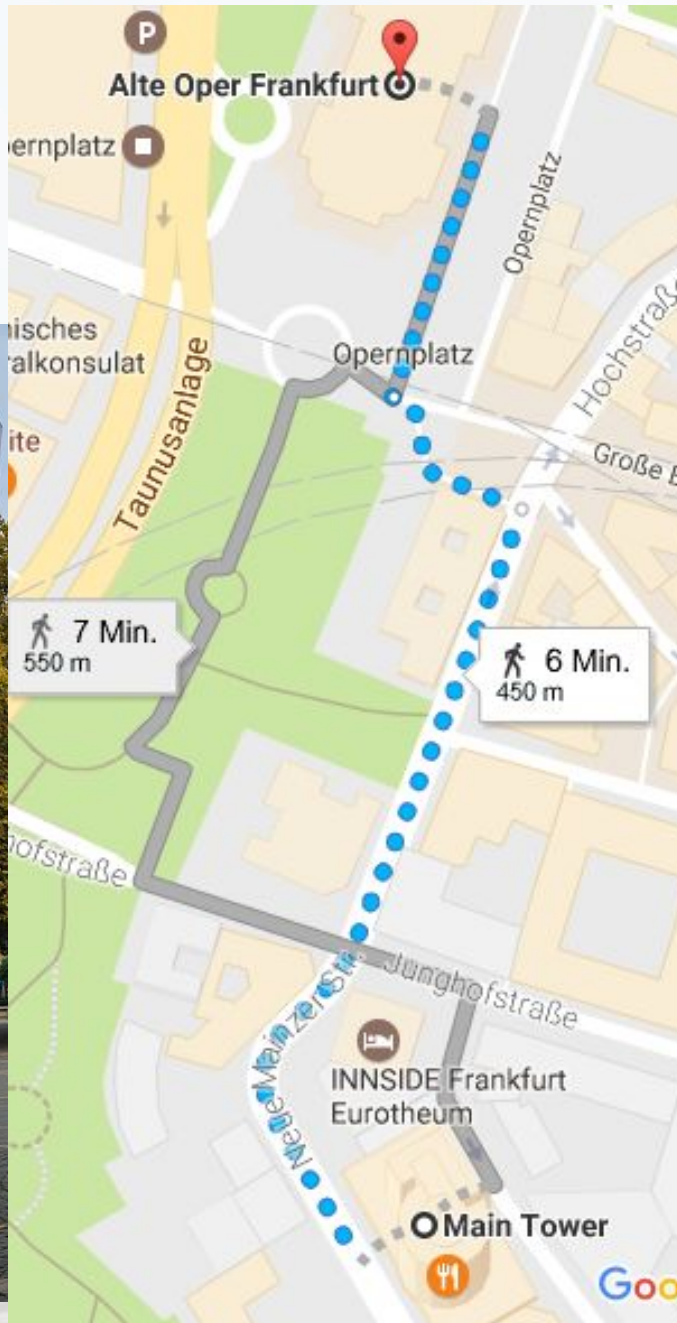 P
Alte Oper Frankfurt
ernplatz
Opernplatz
Opernplatz
Hochstraße
nisches
ralkonsulat
Taunusanlage
ite
Große E
7 Min.
550 m
6 Min.
450 m
hofstraße
Junghofstraße
Neue Mainzer Str.
INNSIDE Frankfurt
Eurotheum
Main Tower
Goo